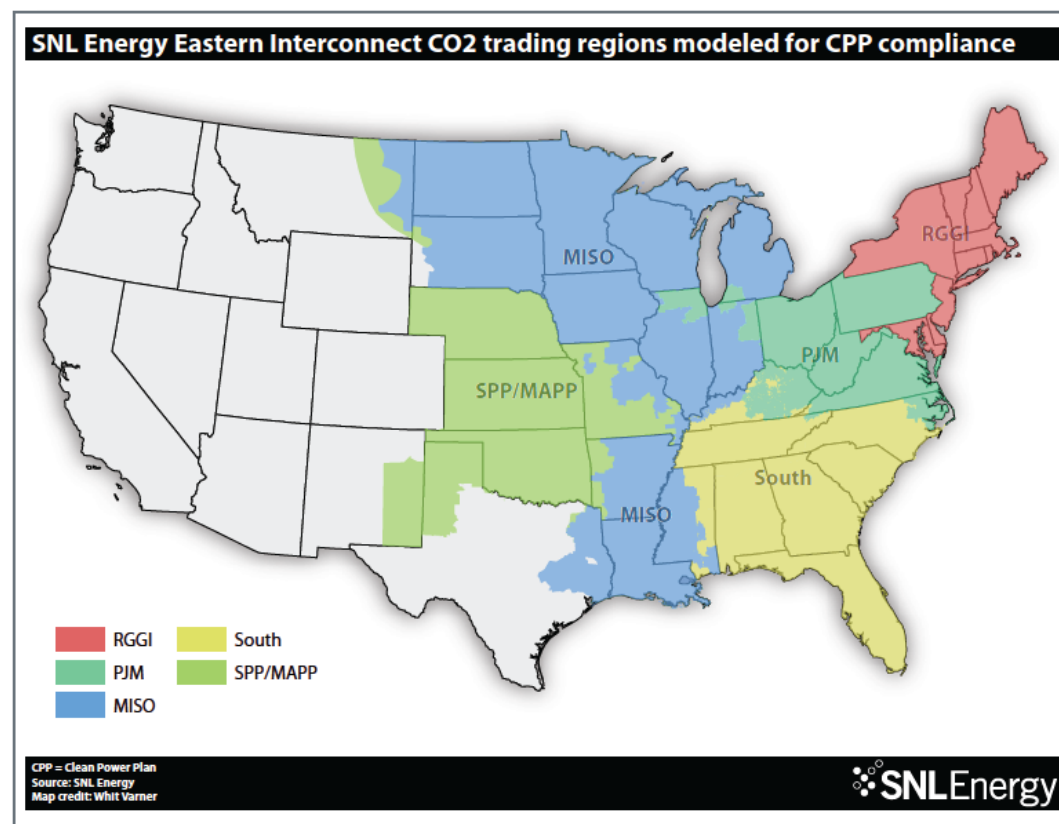 SNL Energy Eastern Interconnect CO2 trading regions modeled for CPP compliance
RGGI
MISO
PJM
SPP/MAPP
South
MISO
RGGI
South
PJM
SPP/MAPP
MISO
CPP = Clean Power Plan
Source: SNL Energy
Map credit: Whit Varner
SNLEnergy